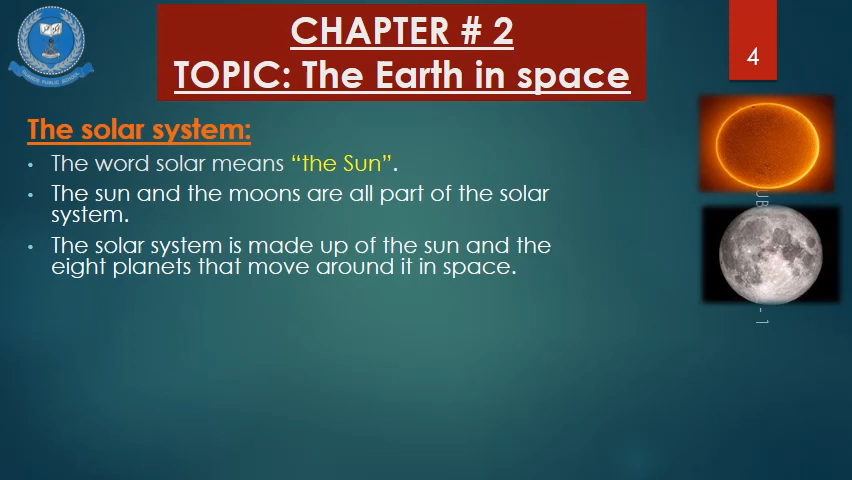 CHAPTER # 2
TOPIC: The Earth in space
4
The solar system:
• The word solar means “the Sun”.
• The sun and the moons are all part of the solar
system.
• The solar system is made up of the sun and the
eight planets that move around it in space.
- 1